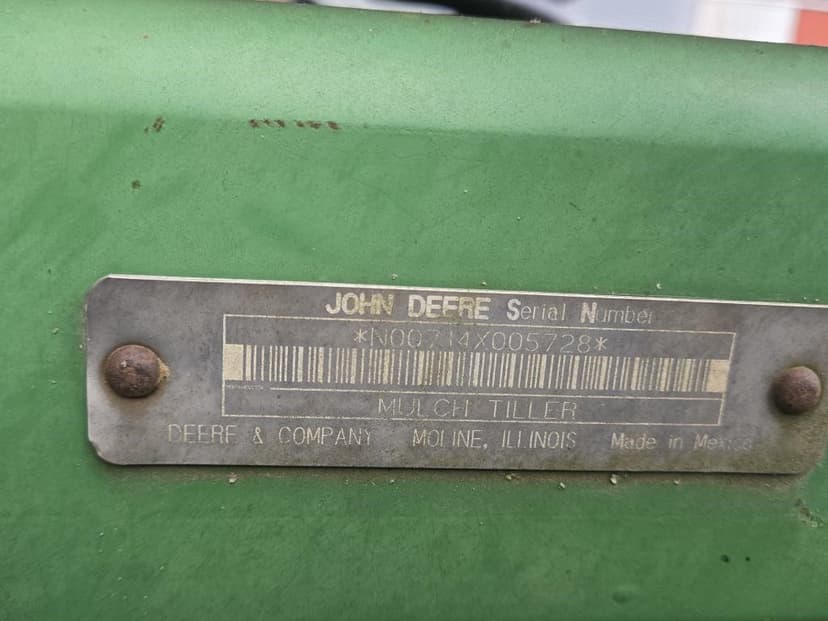 JOHN DEERE Serial Number
*N00714X005728*
MULCH TILLER
DEERE & COMPANY MOLINE, ILLINOIS Made in Mexico